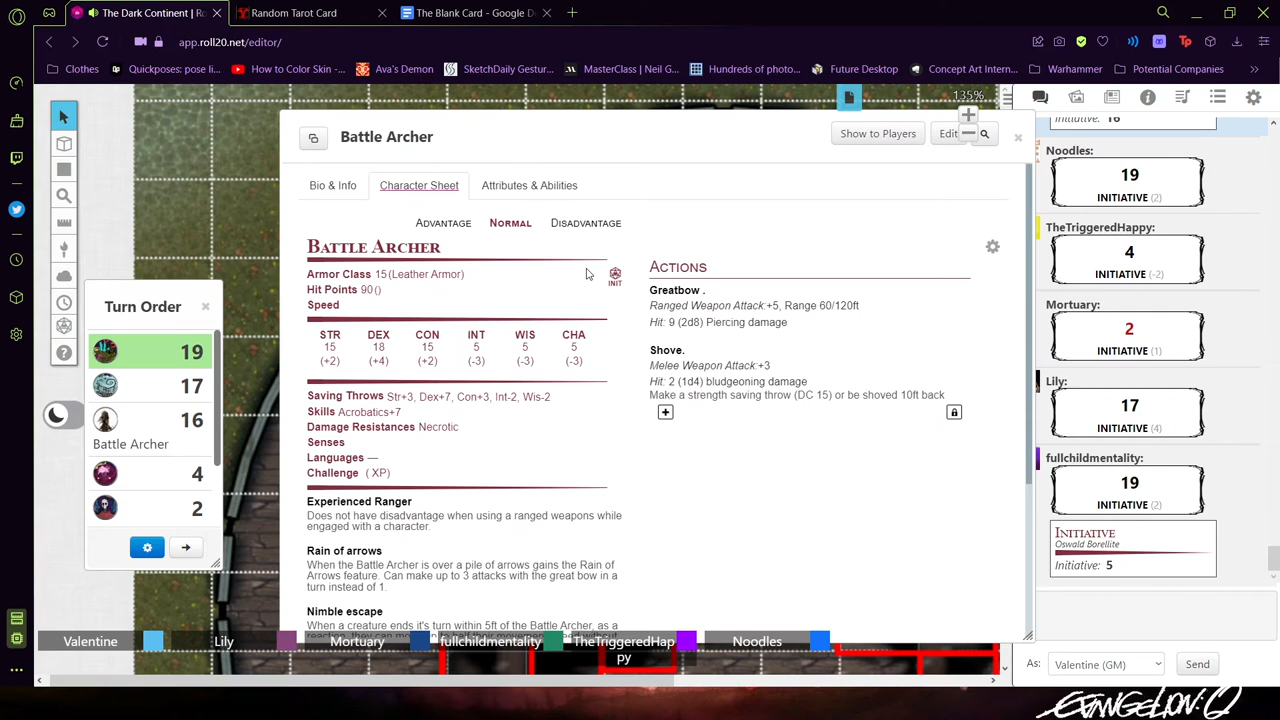 The Dark Continent | Ro
Random Tarot Card
The Blank Card - Google D
app.roll20.net/editor/
Clothes
Quickposes: pose li
How to Color Skin -
Ava's Demon
SketchDaily Gestur
MasterClass | Neil G
Hundreds of photo
Future Desktop
Concept Art Intern
Warhammer
Potential Companies
135%
Battle Archer
Show to Players
Edit
Bio & Info
Character Sheet
Attributes & Abilities
ADVANTAGE
NORMAL
DISADVANTAGE
BATTLE ARCHER
Armor Class 15(Leather Armor)
Hit Points 90()
Speed
INIT
STR DEX CON INT WIS CHA
15 18 15 5 5 5
(+2) (+4) (+2) (-3) (-3) (-3)
Saving Throws Str+3, Dex+7, Con+3, Int-2, Wis-2
Skills Acrobatics+7
Damage Resistances Necrotic
Senses
Languages —
Challenge ( XP)
Experienced Ranger
Does not have disadvantage when using a ranged weapons while
engaged with a character.
Rain of arrows
When the Battle Archer is over a pile of arrows gains the Rain of
Arrows feature. Can make up to 3 attacks with the great bow in a
turn instead of 1.
Nimble escape
When a creature ends it's turn within 5ft of the Battle Archer, as a
ACTIONS
Greatbow .
Ranged Weapon Attack:+5, Range 60/120ft
Hit: 9 (2d8) Piercing damage
Shove.
Melee Weapon Attack:+3
Hit: 2 (1d4) bludgeoning damage
Make a strength saving throw (DC 15) or be shoved 10ft back
Turn Order
19
17
16
Battle Archer
4
2
Valentine
Lily
Mortuary
fullchildmentality
TheTriggeredHap
py
Noodles
Initiative: 16
Noodles:
19
INITIATIVE (2)
TheTriggeredHappy:
4
INITIATIVE (-2)
Mortuary:
2
INITIATIVE (1)
Lily:
17
INITIATIVE (4)
fullchildmentality:
19
INITIATIVE (2)
INITIATIVE
Oswald Borellite
Initiative: 5
As:
Valentine (GM)
Send